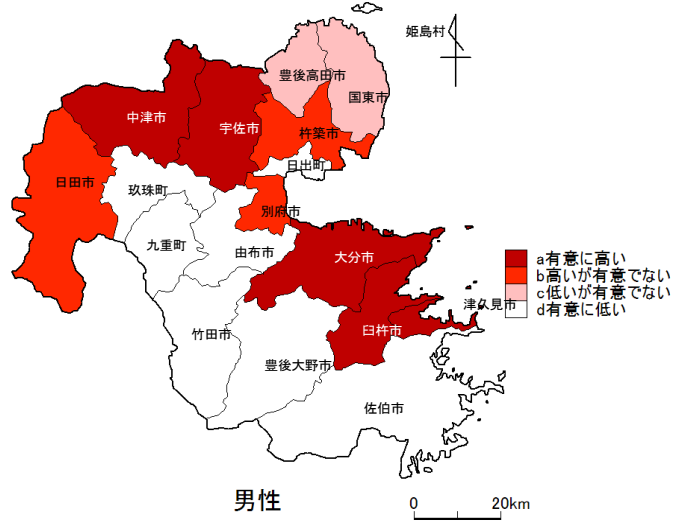 姫島村
豊後高田市
国東市
中津市
宇佐市
杵築市
日出町
日田市
玖珠町
別府市
九重町
由布市
大分市
a有意に高い
b高いが有意でない
c低いが有意でない
d有意に低い
津久見市
臼杵市
竹田市
豊後大野市
佐伯市
男性
0 20km